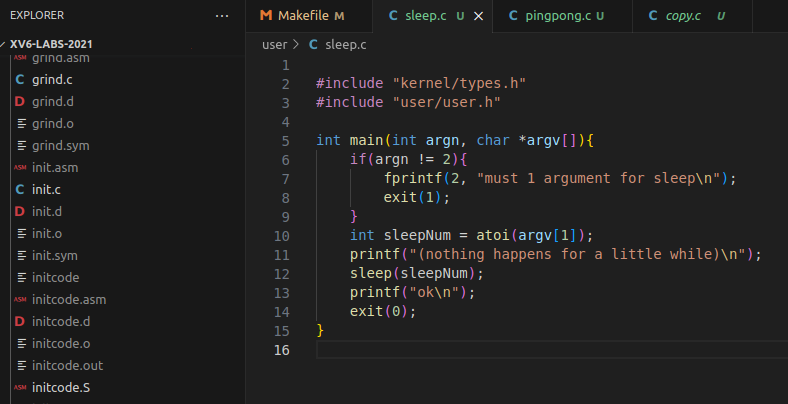 EXPLORER ···
XV6-LABS-2021
ASM grind.asm
C grind.c
D grind.d
grind.o
grind.sym
ASM init.asm
C init.c
D init.d
init.o
init.sym
initcode
ASM initcode.asm
D initcode.d
initcode.o
initcode.out
ASM initcode.S
M Makefile M C sleep.c U × C pingpong.c U C copy.c U
user > C sleep.c
1
2 #include "kernel/types.h"
3 #include "user/user.h"
4
5 int main(int argn, char *argv[]){
6     if(argn != 2){
7         fprintf(2, "must 1 argument for sleep\n");
8         exit(1);
9     }
10     int sleepNum = atoi(argv[1]);
11     printf("(nothing happens for a little while)\n");
12     sleep(sleepNum);
13     printf("ok\n");
14     exit(0);
15 }
16